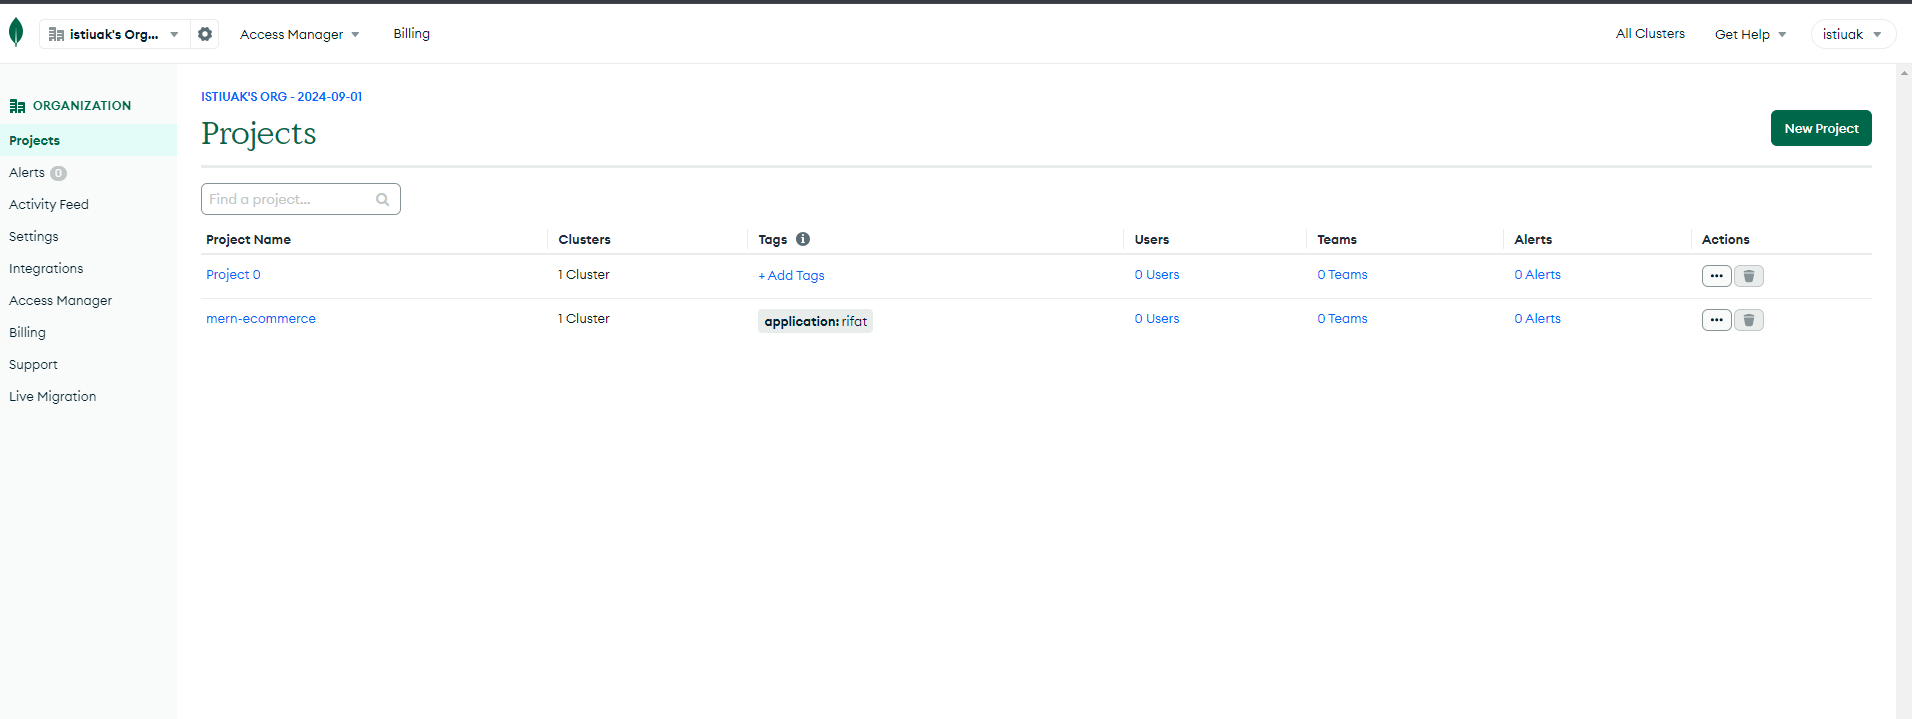 istiuak's Org...
Access Manager
Billing
All Clusters
Get Help
istiuak
ORGANIZATION
Projects
Alerts 0
Activity Feed
Settings
Integrations
Access Manager
Billing
Support
Live Migration
ISTIUAK'S ORG - 2024-09-01
Projects
New Project
Find a project...
Project Name Clusters Tags Users Teams Alerts Actions
Project 0 1 Cluster + Add Tags 0 Users 0 Teams 0 Alerts
mern-ecommerce 1 Cluster application: rifat 0 Users 0 Teams 0 Alerts